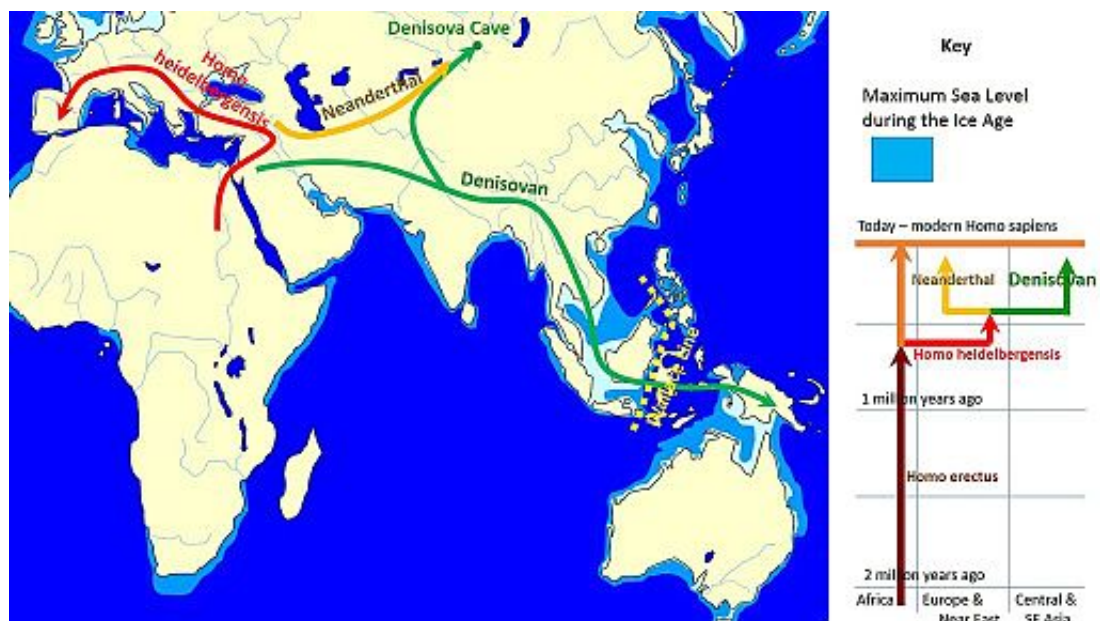 Denisova Cave
Homo
heidelbergensis
Neanderthal
Denisovan
Key
Maximum Sea Level
during the Ice Age
Today – modern Homo sapiens
Neanderthal
Denisovan
Homo heidelbergensis
1 million years ago
Homo erectus
2 million years ago
Africa
Europe &
Near East
Central &
SE Asia
Line